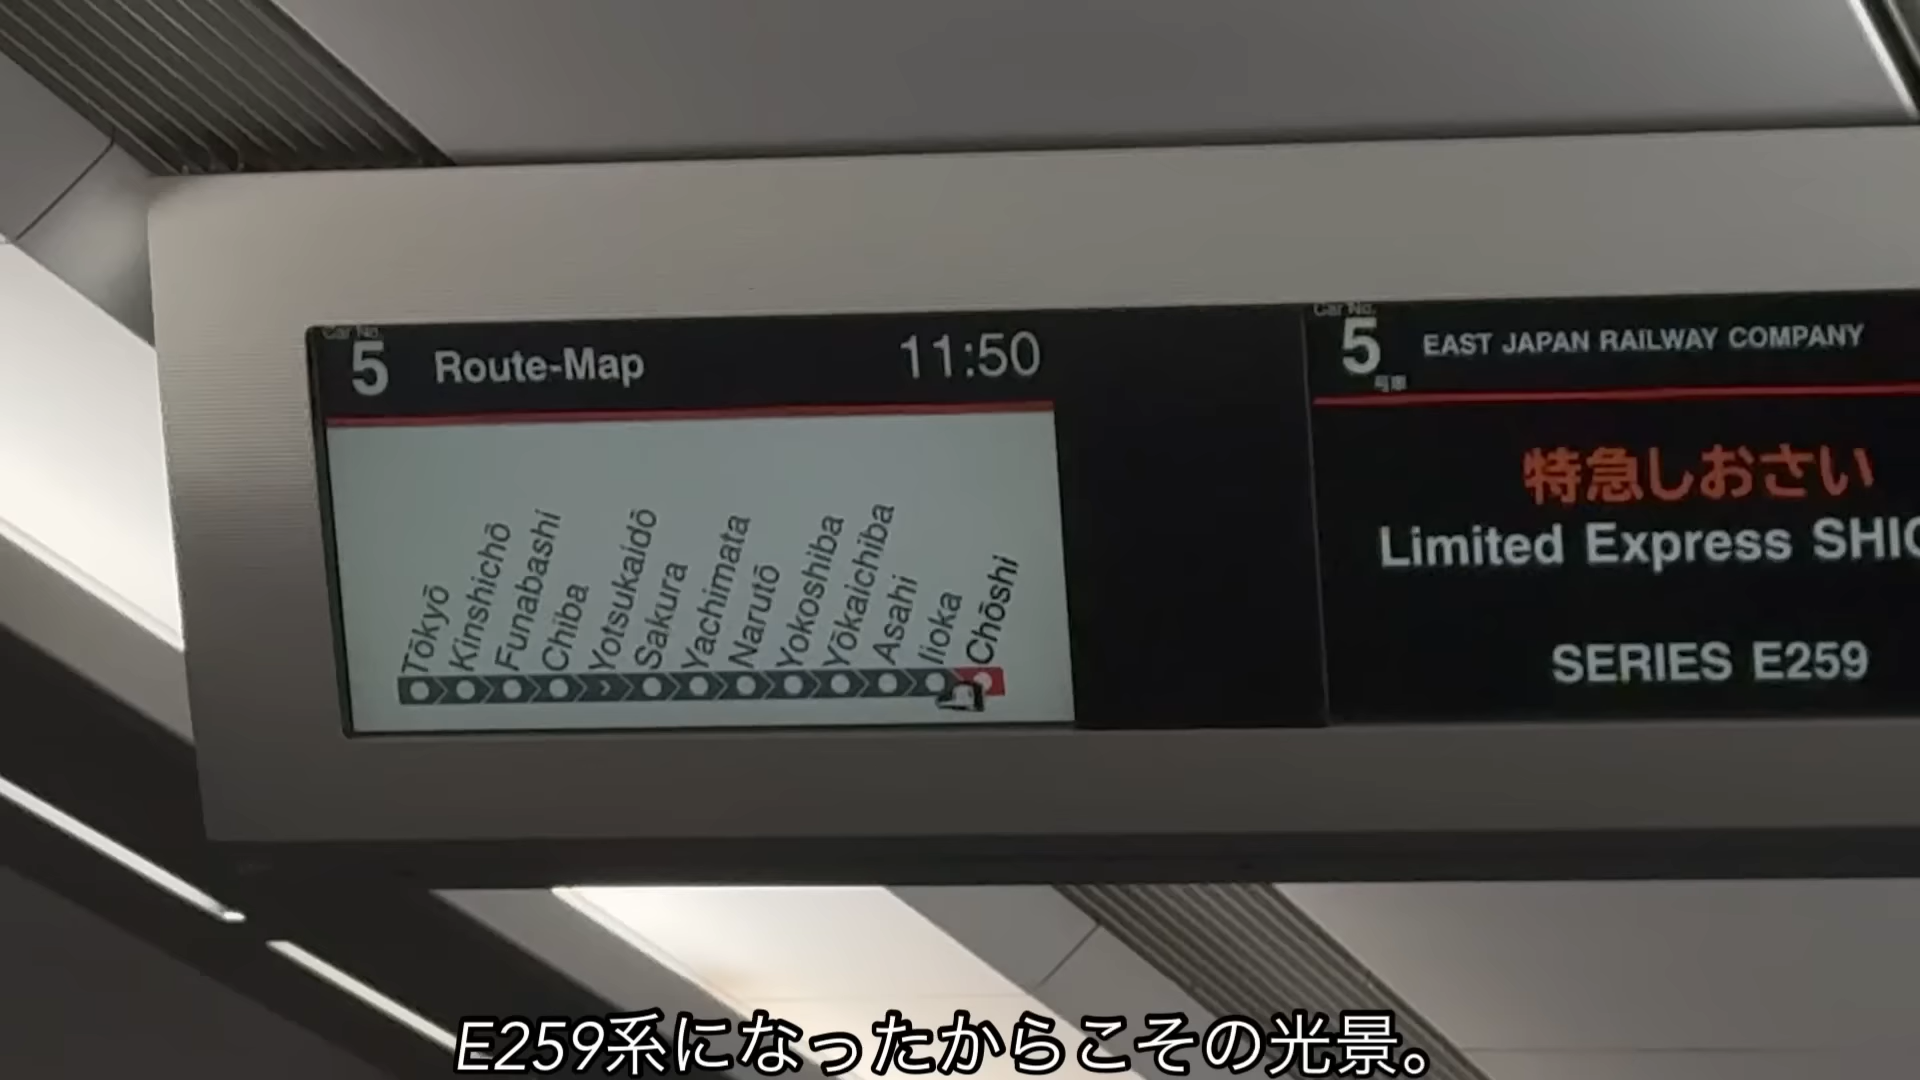 Car No.
5 Route-Map 11:50
Tōkyō
Kinshichō
Funabashi
Chiba
Yotsukaidō
Sakura
Yachimata
Narutō
Yokoshiba
Yōkaichiba
Asahi
Iioka
Chōshi
Car No.
5
号車
EAST JAPAN RAILWAY COMPANY
特急しおさい
Limited Express
SERIES E259
E259系になったからこその光景。